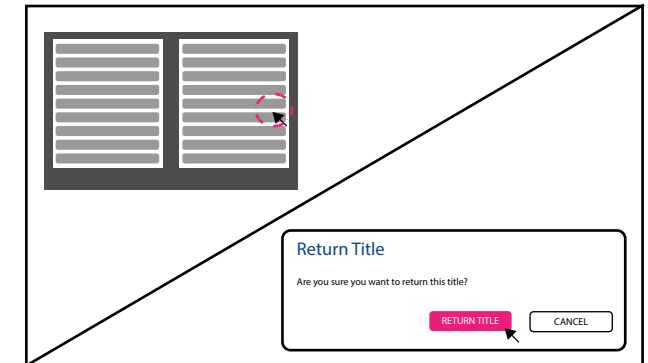 Return Title
Are you sure you want to return this title?
RETURN TITLE
CANCEL